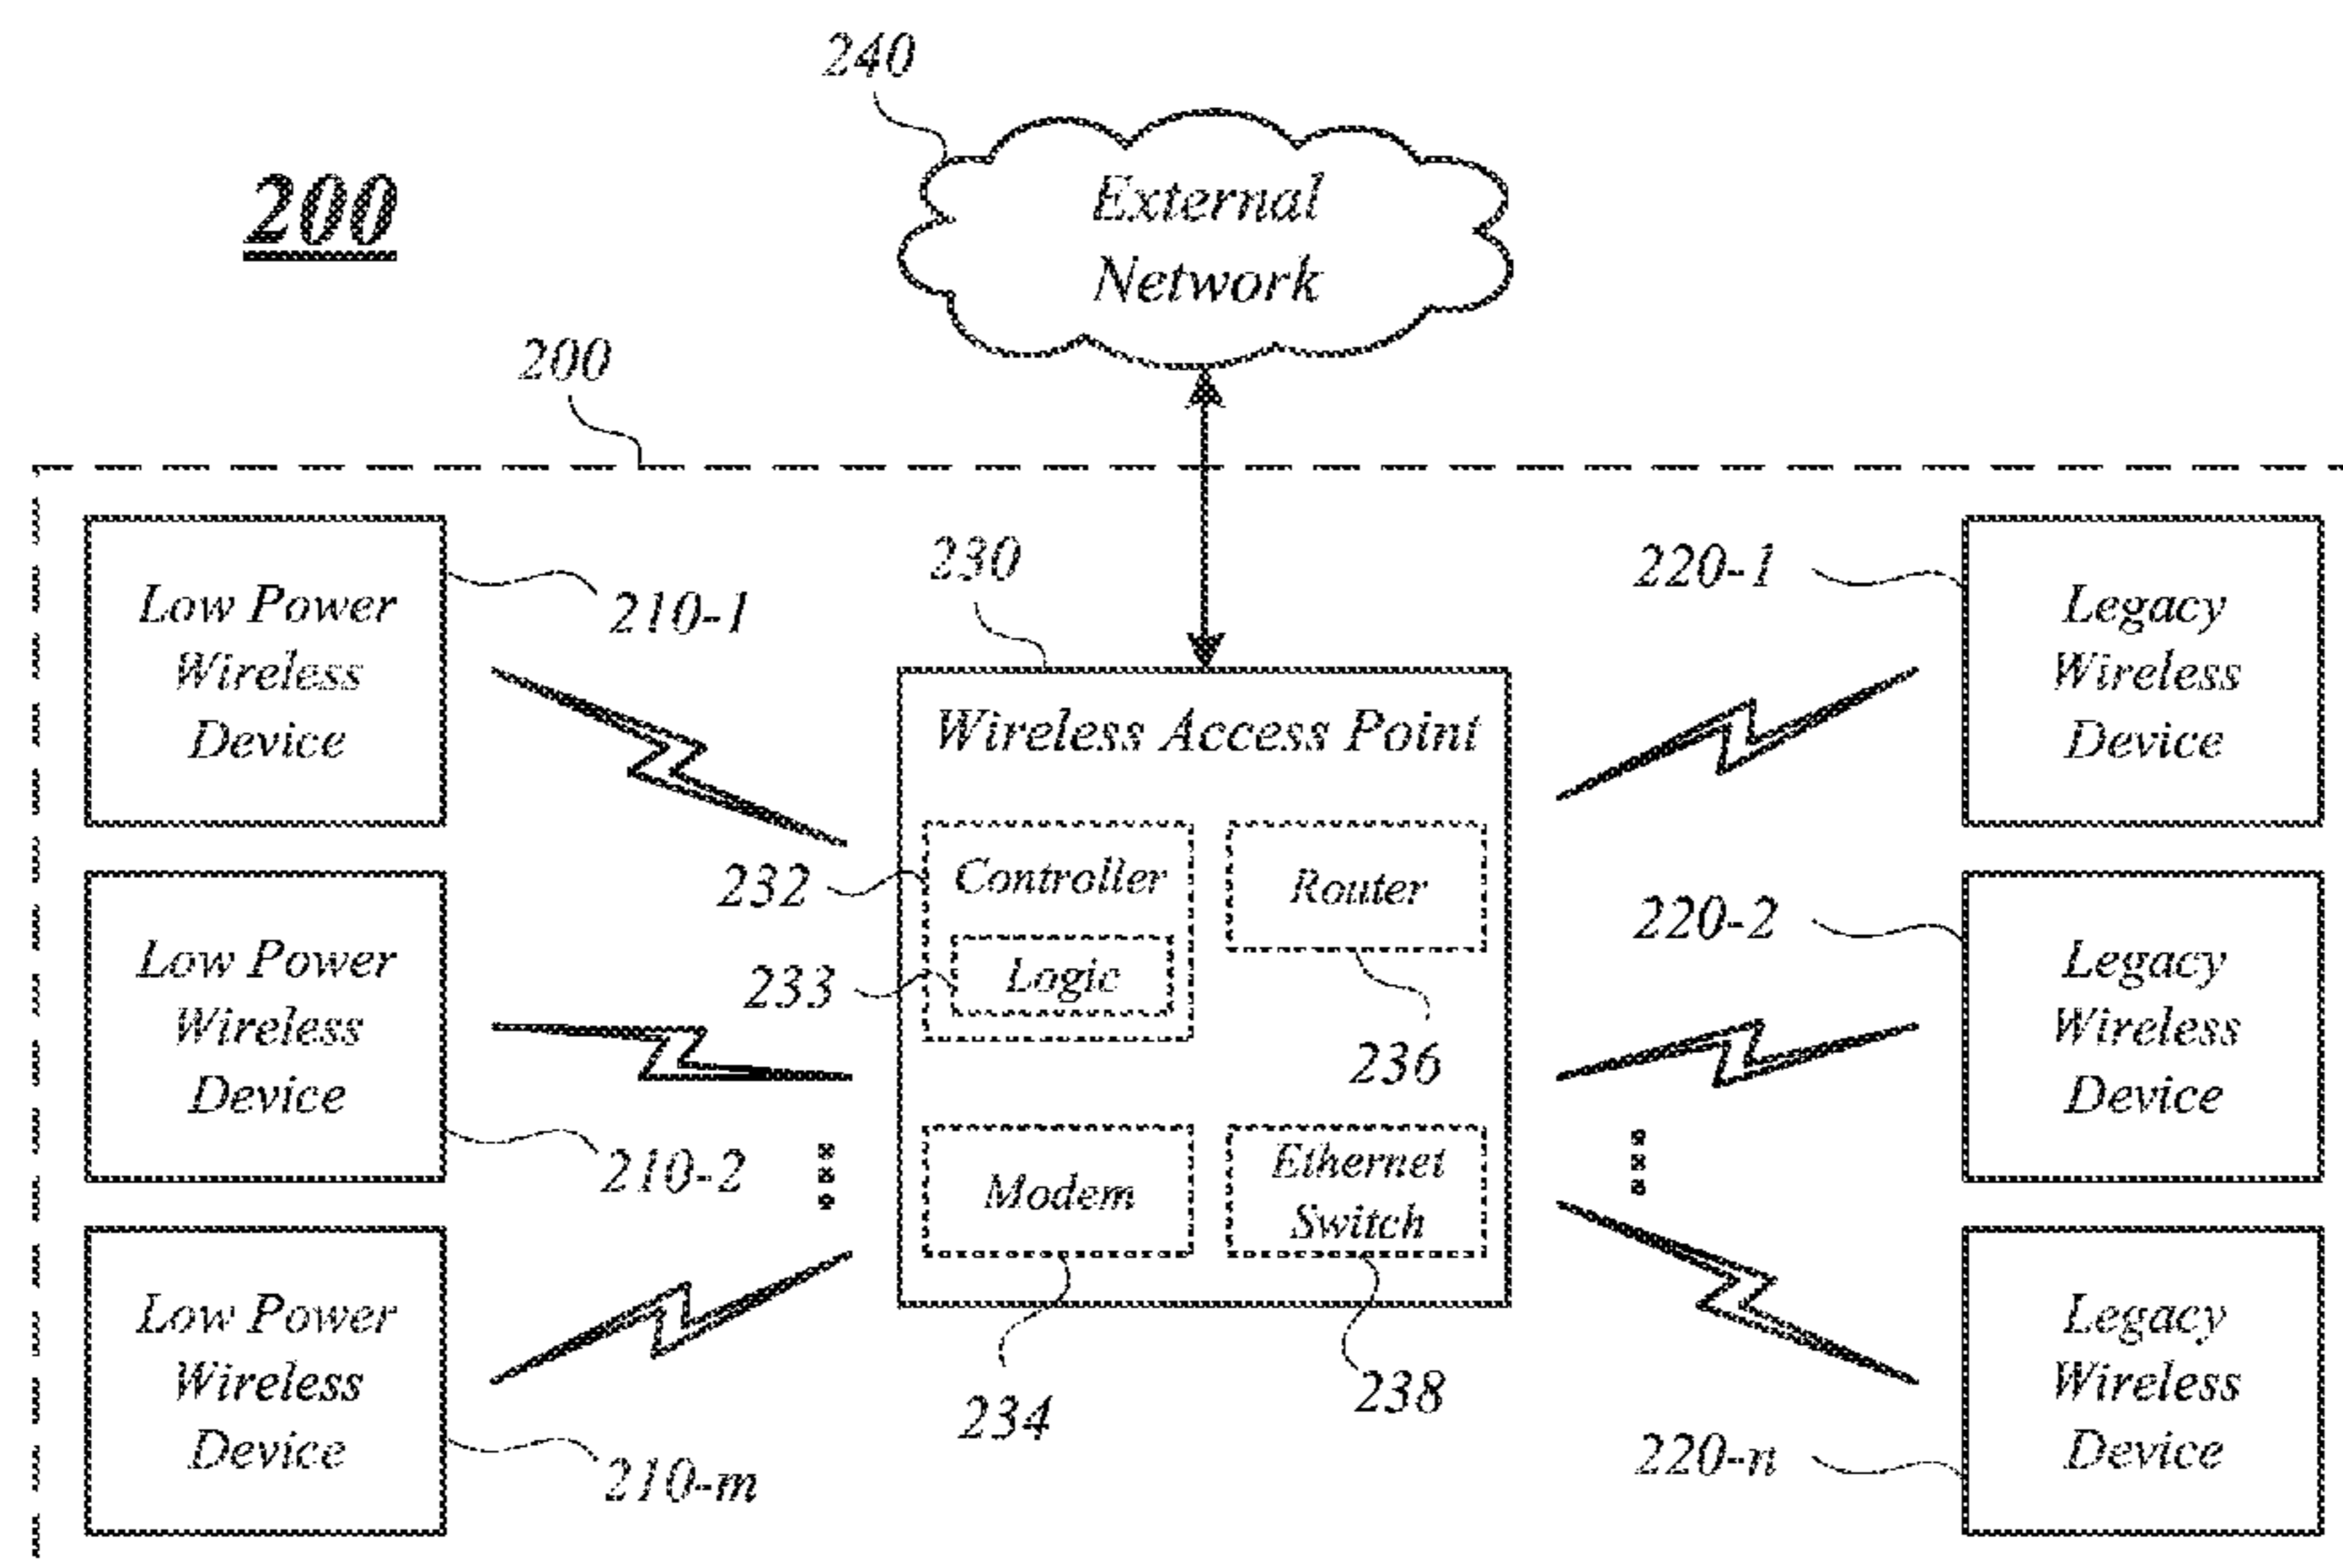 240
200
External
Network
200
Low Power
Wireless
Device
210-1
230
220-1
Legacy
Wireless
Device
Wireless Access Point
232
Controller
Router
233
Logic
236
Low Power
Wireless
Device
210-2
220-2
Legacy
Wireless
Device
Modem
Ethernet
Switch
234
238
Low Power
Wireless
Device
210-m
220-n
Legacy
Wireless
Device